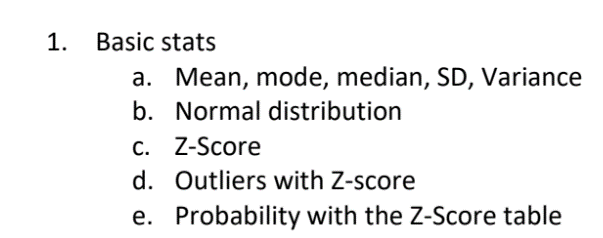 1. Basic stats
a. Mean, mode, median, SD, Variance
b. Normal distribution
c. Z-Score
d. Outliers with Z-score
e. Probability with the Z-Score table